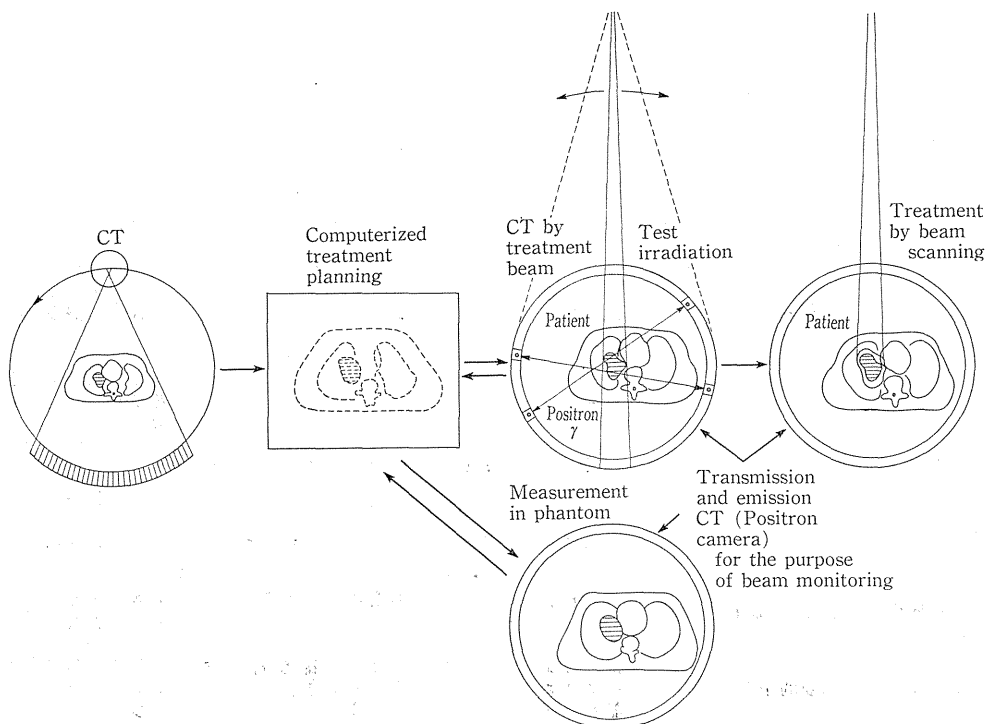 CT
Computerized
treatment
planning
CT by
treatment
beam
Test
irradiation
Patient
Positron
γ
Treatment
by beam
scanning
Patient
Measurement
in phantom
Transmission
and emission
CT (Positron
camera)
for the purpose
of beam monitoring